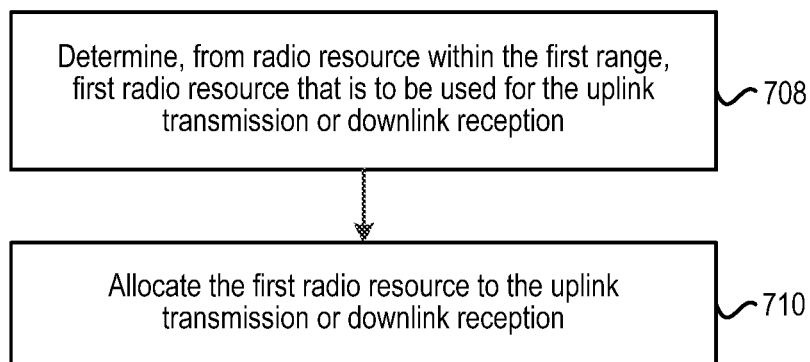 Determine, from radio resource within the first range,
first radio resource that is to be used for the uplink
transmission or downlink reception
708
Allocate the first radio resource to the uplink
transmission or downlink reception
710